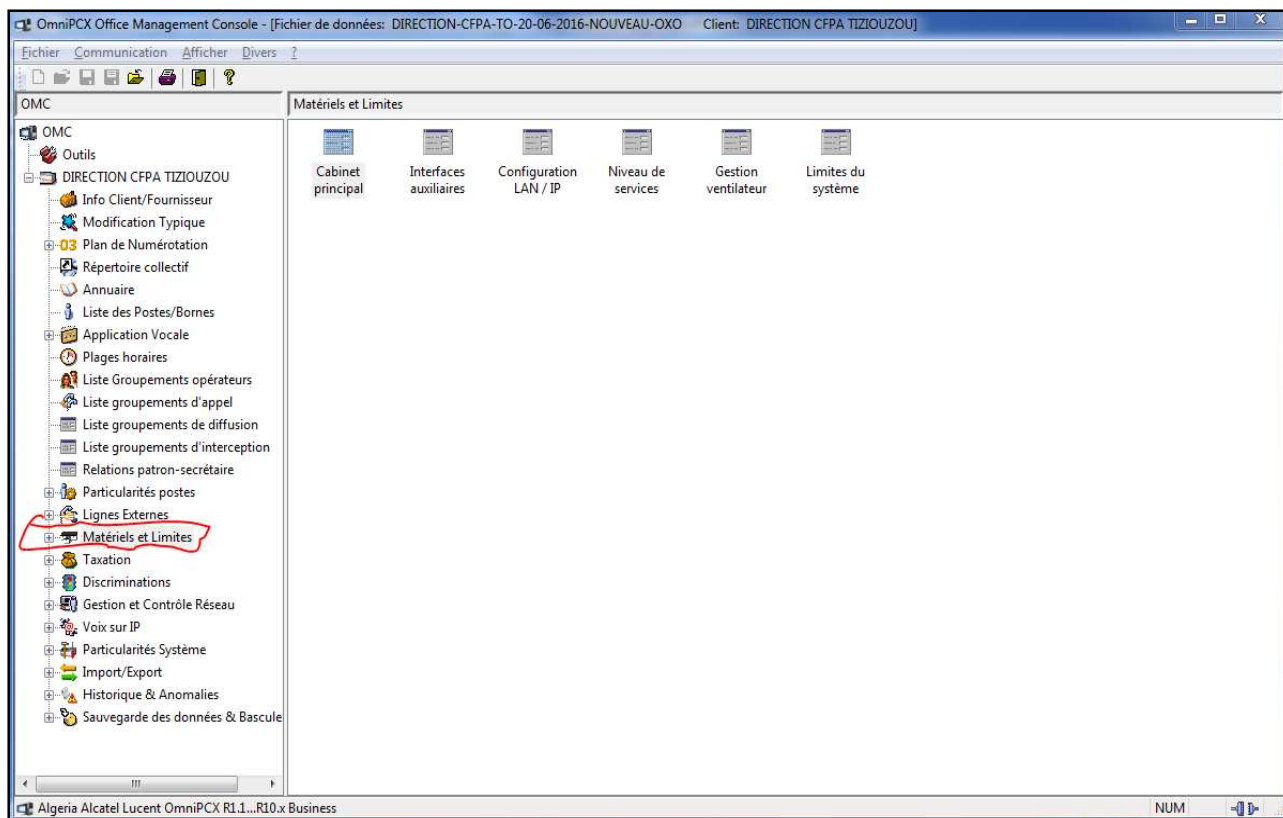 OmniPCX Office Management Console - [Fichier de données: DIRECTION-CFPA-TO-20-06-2016-NOUVEAU-OXO Client: DIRECTION CFPA TIZIOUZOU]
Fichier Communication Afficher Divers ?
OMC
Matériels et Limites
OMC
Outils
DIRECTION CFPA TIZIOUZOU
Info Client/Fournisseur
Modification Typique
03 Plan de Numérotation
Répertoire collectif
Annuaire
Liste des Postes/Bornes
Application Vocale
Plages horaires
Liste Groupements opérateurs
Liste groupements d'appel
Liste groupements de diffusion
Liste groupements d'interception
Relations patron-secrétaire
Particularités postes
Lignes Externes
Matériels et Limites
Taxation
Discriminations
Gestion et Contrôle Réseau
Voix sur IP
Particularités Système
Import/Export
Historique & Anomalies
Sauvegarde des données & Bascule
Cabinet principal
Interfaces auxiliaires
Configuration LAN / IP
Niveau de services
Gestion ventilateur
Limites du système
Algeria Alcatel Lucent OmniPCX R1.1...R10.x Business
NUM